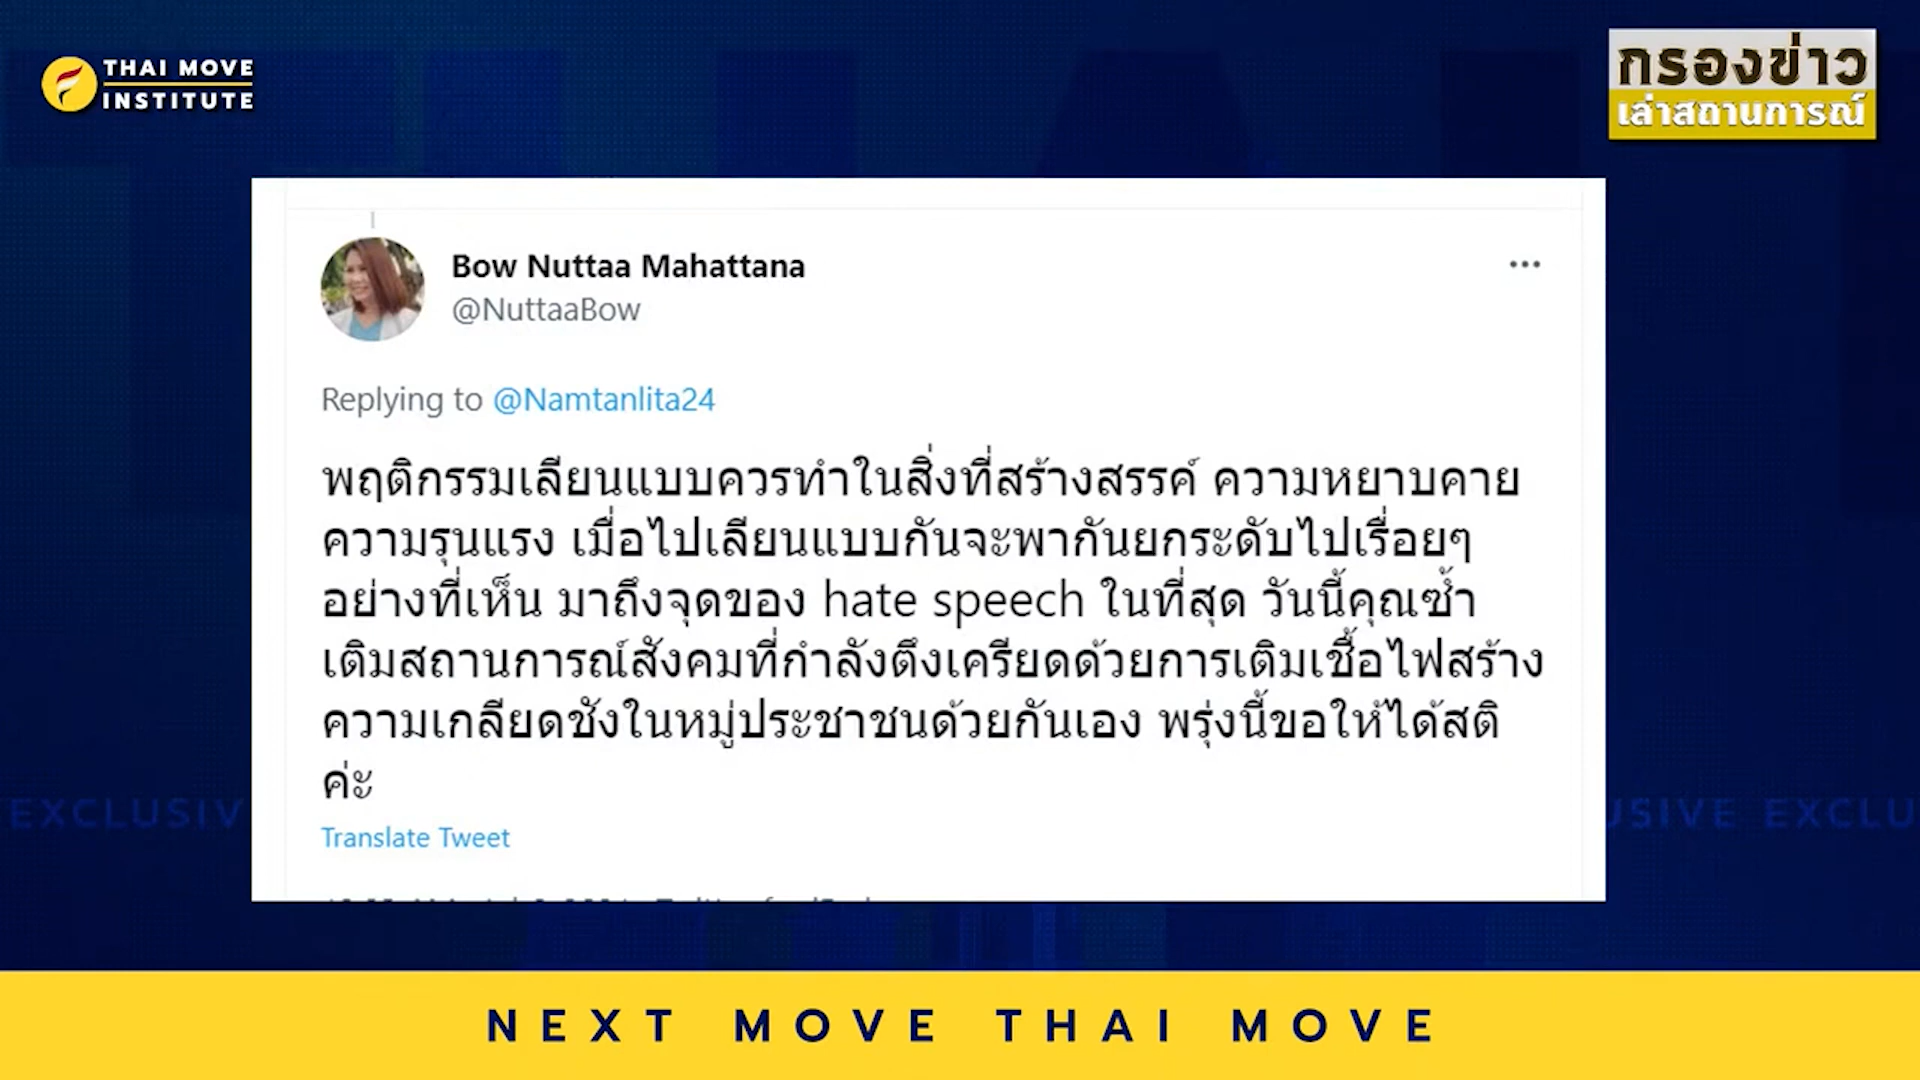 THAI MOVE
INSTITUTE
กรองข่าว
เล่าสถานการณ์
Bow Nuttaa Mahattana
@NuttaaBow
Replying to @Namtanlita24
พฤติกรรมเลียนแบบควรทำในสิ่งที่สร้างสรรค์ ความหยาบคาย
ความรุนแรง เมื่อไปเลียนแบบกันจะพากันยกระดับไปเรื่อยๆ
อย่างที่เห็น มาถึงจุดของ hate speech ในที่สุด วันนี้คุณซ้ำ
เติมสถานการณ์สังคมที่กำลังตึงเครียดด้วยการเติมเชื้อไฟสร้าง
ความเกลียดชังในหมู่ประชาชนด้วยกันเอง พรุ่งนี้ขอให้ได้สติ
ค่ะ
Translate Tweet
EXCLUSIV
USIVE EXCLU
NEXT MOVE THAI MOVE